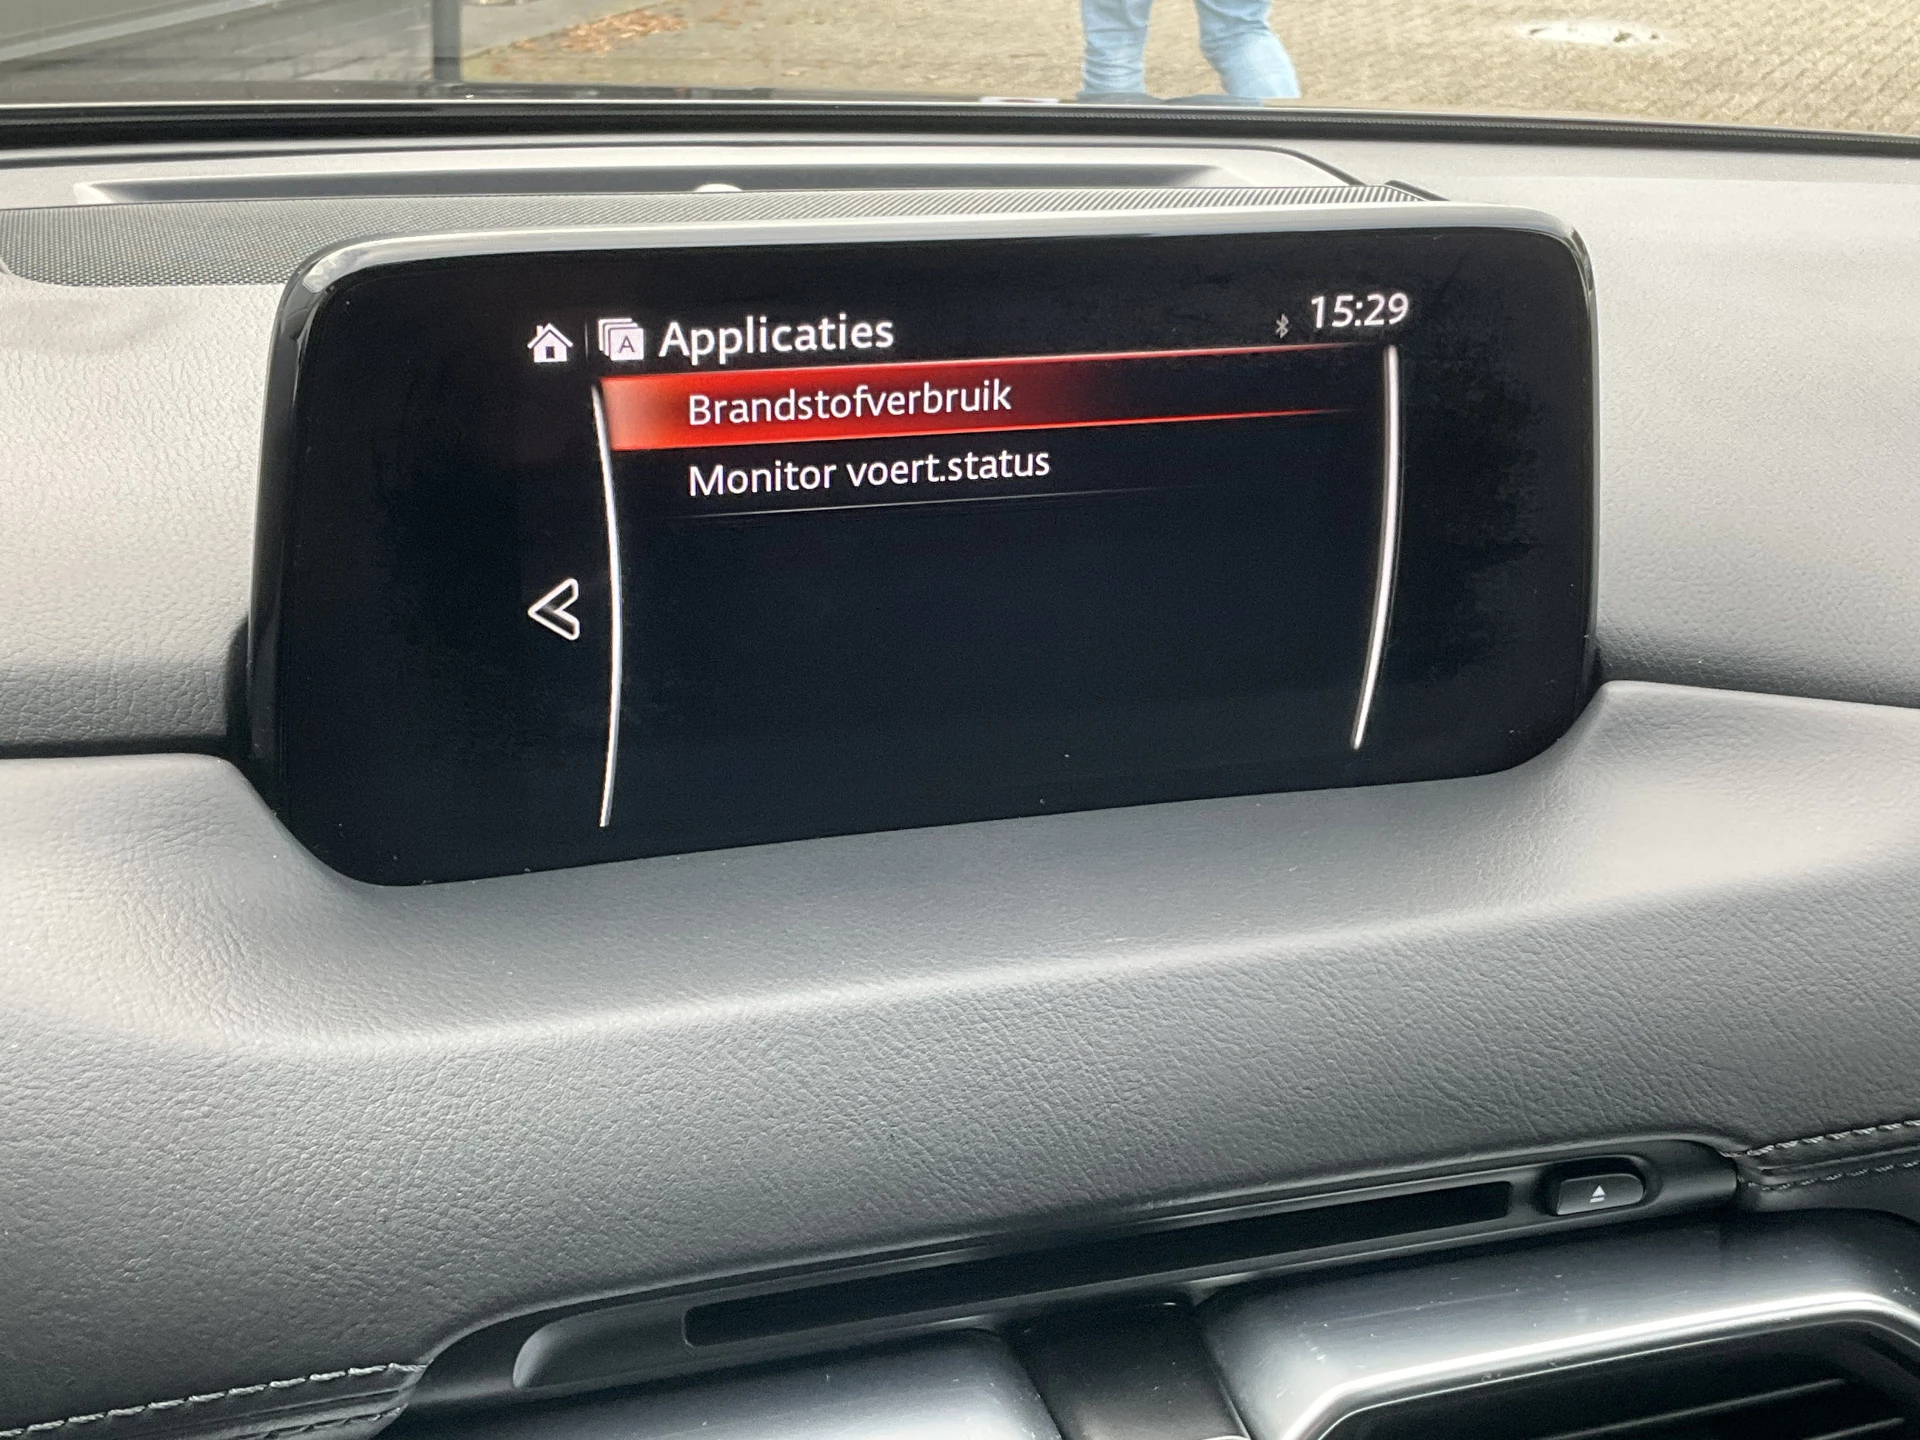 Applicaties
15:29
Brandstofverbruik
Monitor voert.status